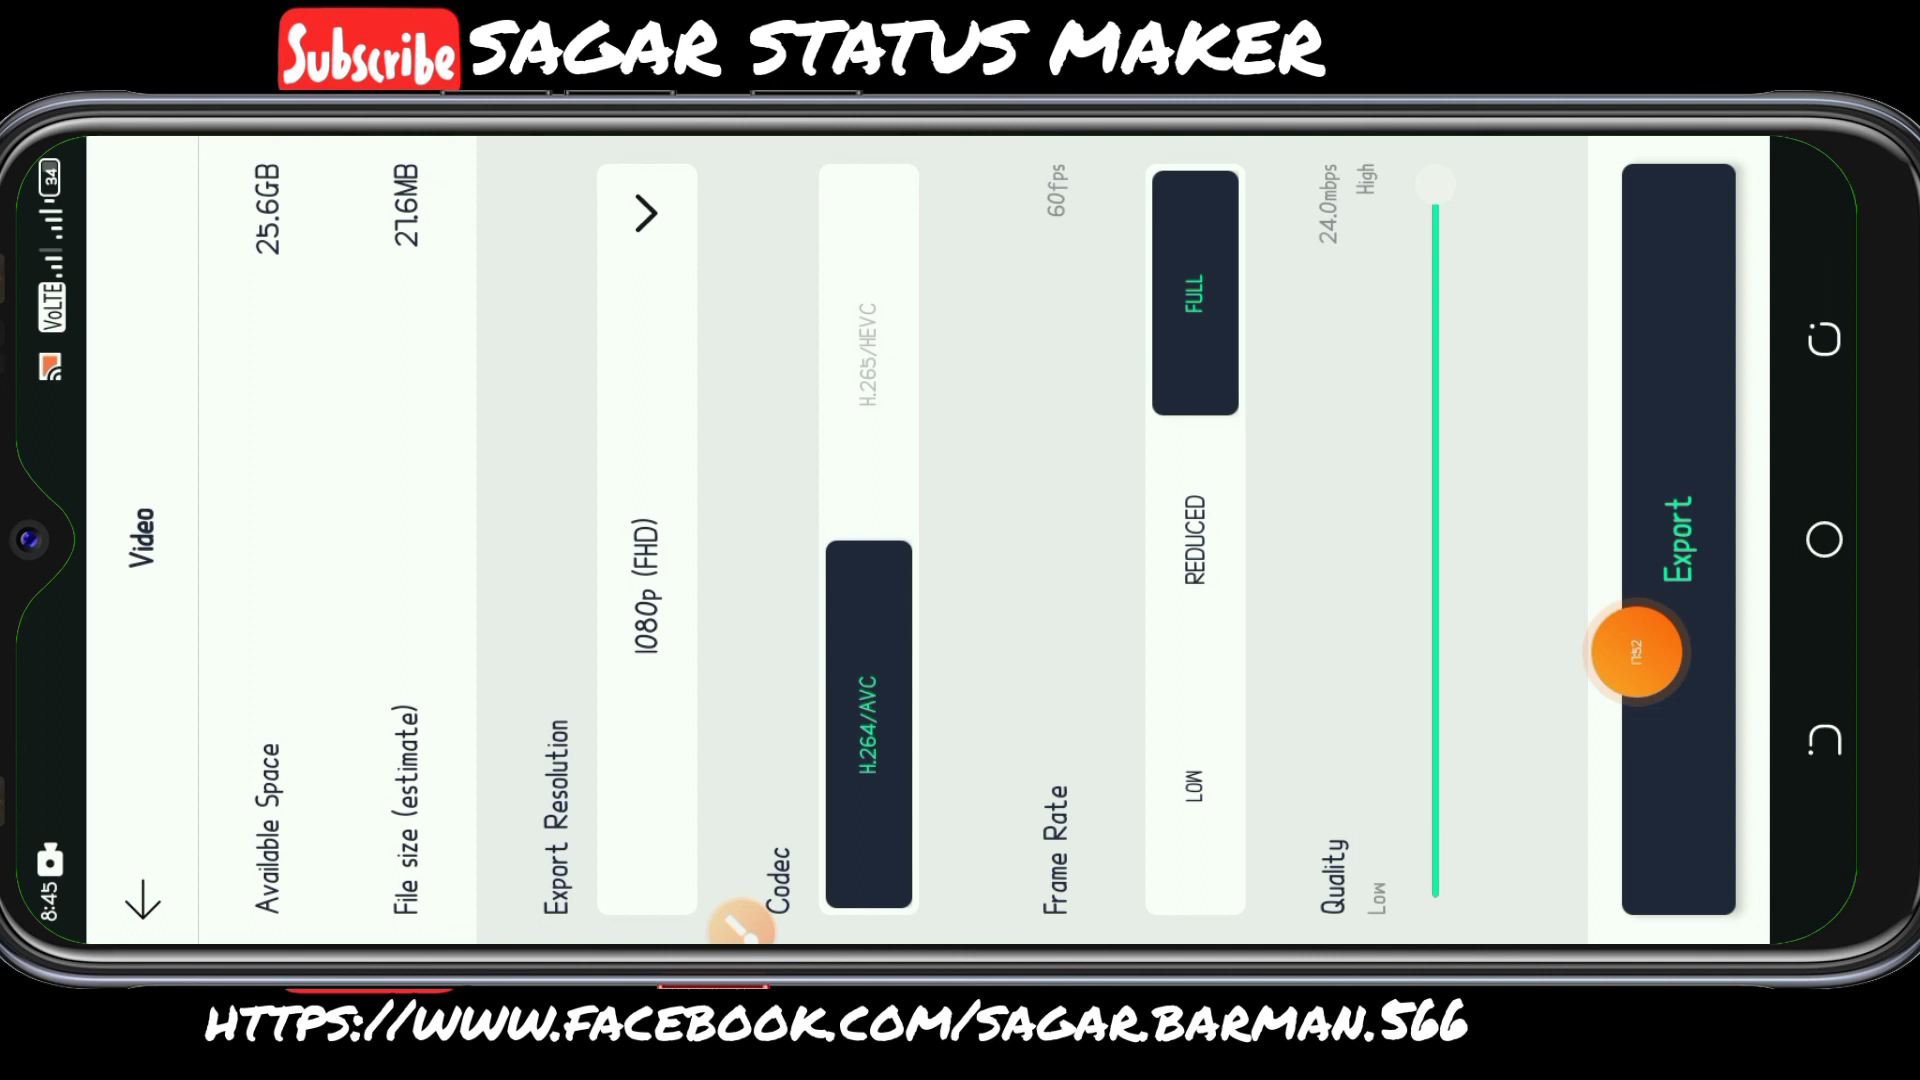 Subscribe SAGAR STATUS MAKER
8:45 VoLTE 34
Video
Available Space 25.6GB
File size (estimate) 27.6MB
Export Resolution
1080p (FHD)
Codec
H.264/AVC H.265/HEVC
Frame Rate 60fps
LOW REDUCED FULL
Quality 24.0mbps
Low High
Export
HTTPS://WWW.FACEBOOK.COM/SAGAR.BARMAN.566